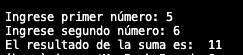 Ingrese primer número: 5
Ingrese segundo número: 6
El resultado de la suma es:  11